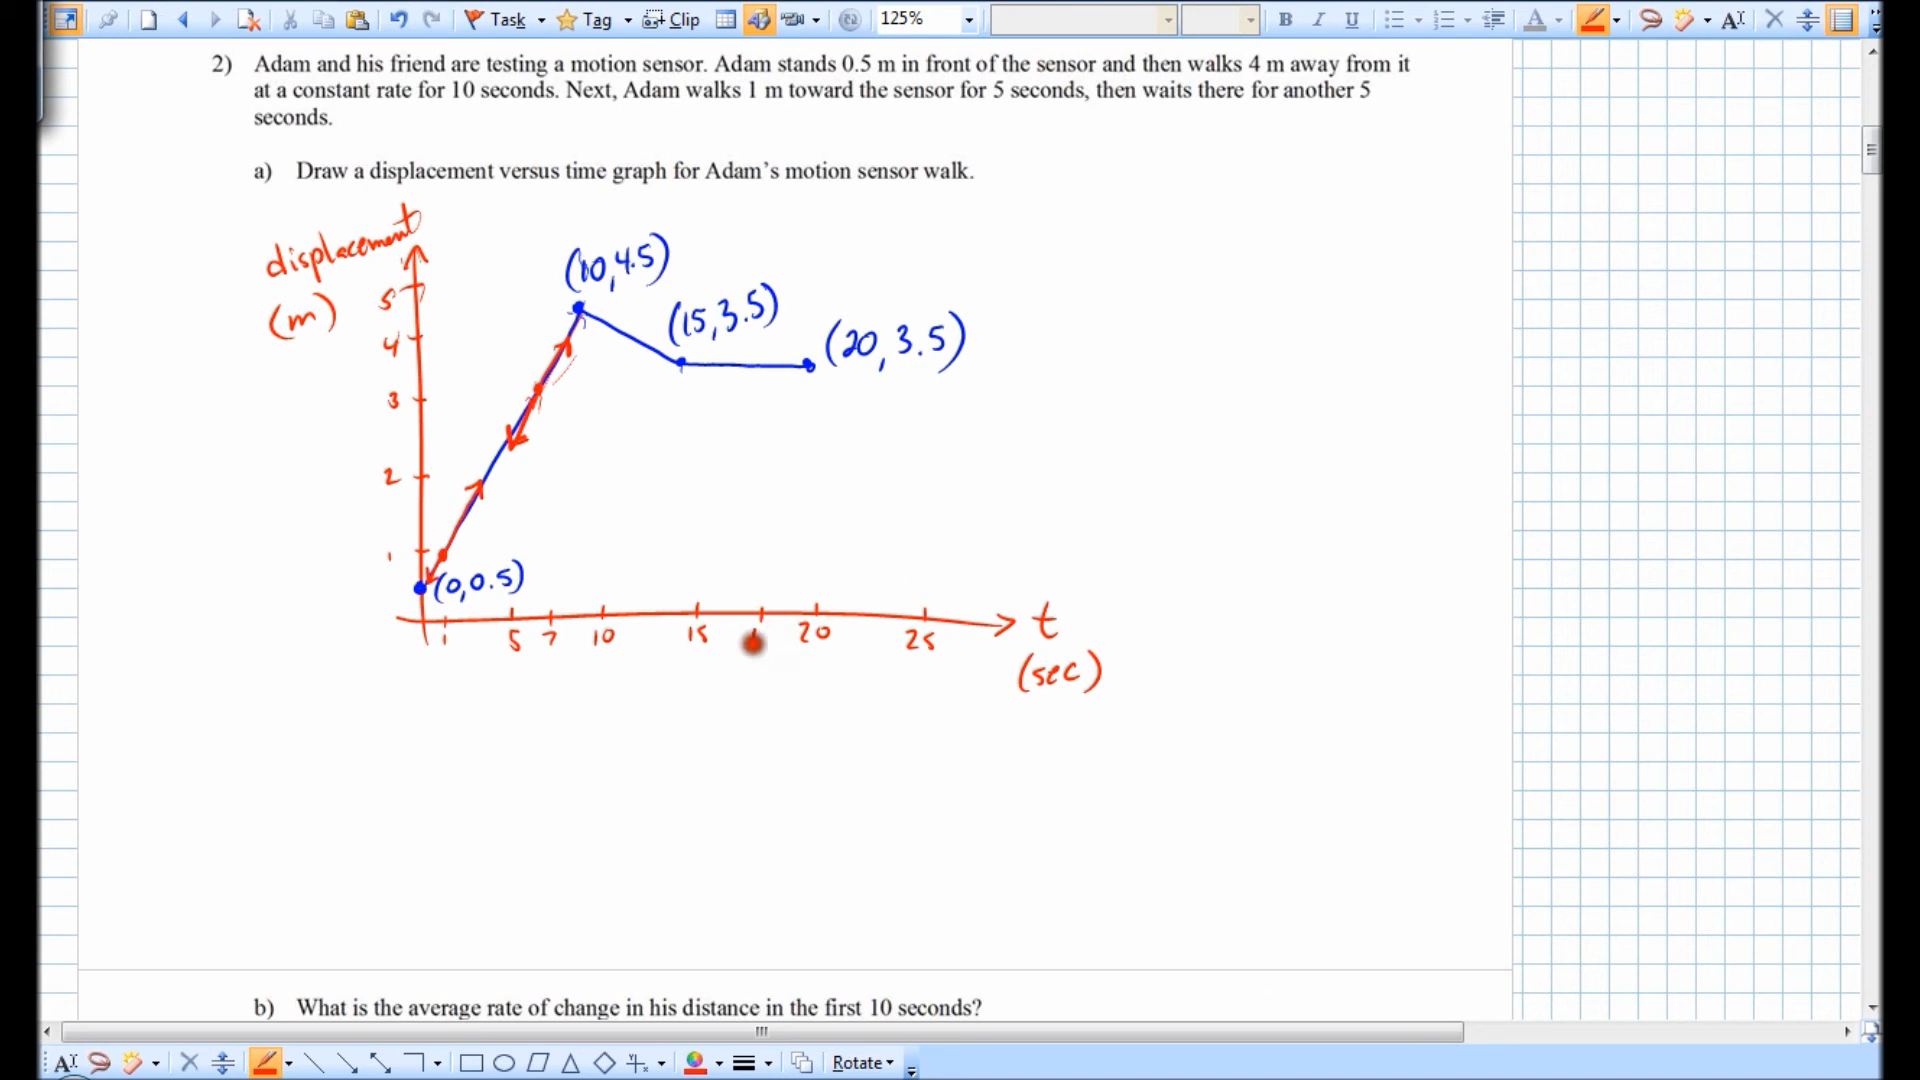 Task Tag Clip 125% B I U A
2) Adam and his friend are testing a motion sensor. Adam stands 0.5 m in front of the sensor and then walks 4 m away from it
at a constant rate for 10 seconds. Next, Adam walks 1 m toward the sensor for 5 seconds, then waits there for another 5
seconds.
a) Draw a displacement versus time graph for Adam's motion sensor walk.
displacement
(m)
(10,4.5)
(15,3.5)
(20, 3.5)
5
4
3
2
1
(0,0.5)
1 5 7 10 15 20 25
t
(sec)
b) What is the average rate of change in his distance in the first 10 seconds?
Rotate